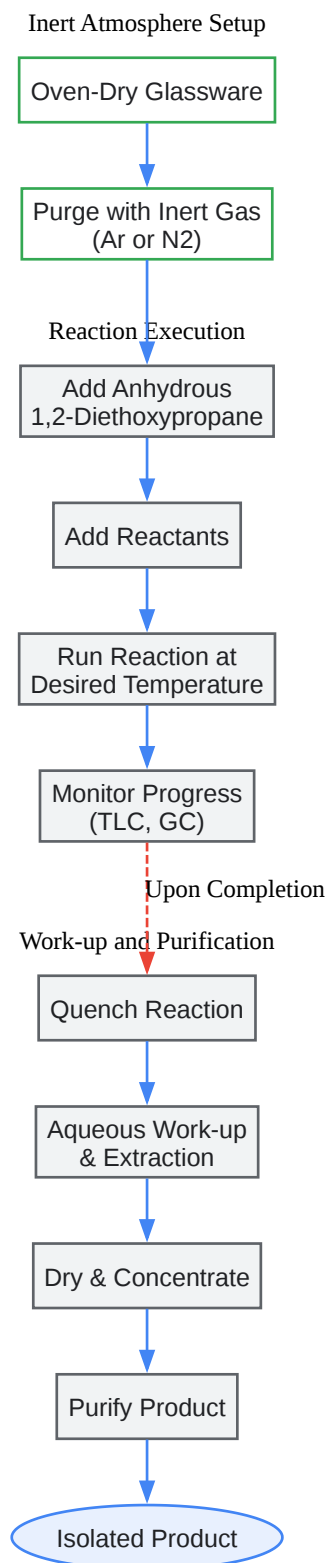 Inert Atmosphere Setup
Oven-Dry Glassware
Purge with Inert Gas
(Ar or N2)
Reaction Execution
Add Anhydrous
1,2-Diethoxypropane
Add Reactants
Run Reaction at
Desired Temperature
Monitor Progress
(TLC, GC)
Upon Completion
Work-up and Purification
Quench Reaction
Aqueous Work-up
& Extraction
Dry & Concentrate
Purify Product
Isolated Product